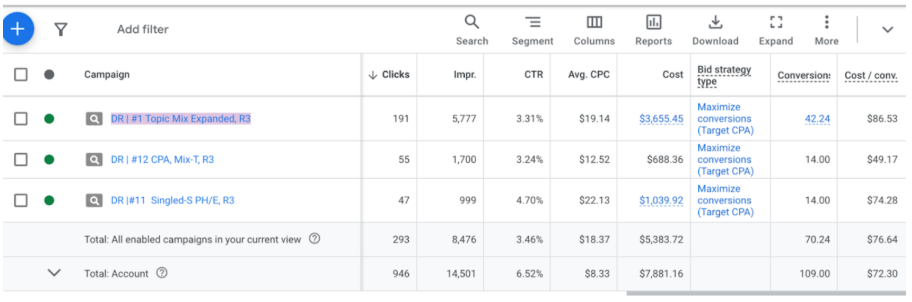 Add filter
Search Segment Columns Reports Download Expand More
Campaign Clicks Impr. CTR Avg. CPC Cost Bid strategy type Conversions Cost / conv.
DR | #1 Topic Mix Expanded, R3 191 5,777 3.31% $19.14 $3,655.45 Maximize conversions (Target CPA) 42.24 $86.53
DR | #12 CPA, Mix-T, R3 55 1,700 3.24% $12.52 $688.36 Maximize conversions (Target CPA) 14.00 $49.17
DR |#11 Singled-S PH/E, R3 47 999 4.70% $22.13 $1,039.92 Maximize conversions (Target CPA) 14.00 $74.28
Total: All enabled campaigns in your current view 293 8,476 3.46% $18.37 $5,383.72 70.24 $76.64
Total: Account 946 14,501 6.52% $8.33 $7,881.16 109.00 $72.30